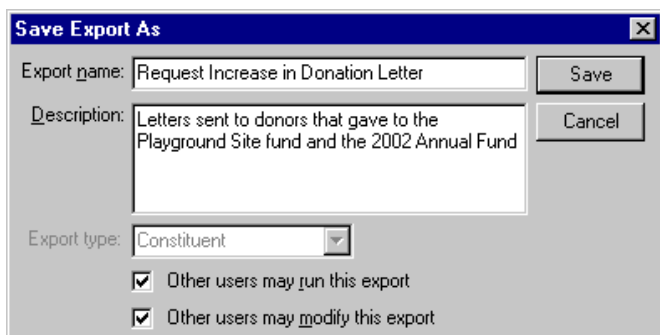 Save Export As
Export name: Request Increase in Donation Letter
Save
Description: Letters sent to donors that gave to the
Playground Site fund and the 2002 Annual Fund
Cancel
Export type: Constituent
Other users may run this export
Other users may modify this export